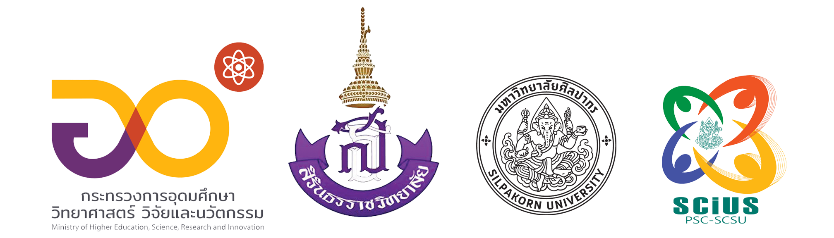 กระทรวงการอุดมศึกษา
วิทยาศาสตร์ วิจัยและนวัตกรรม
Ministry of Higher Education, Science, Research and Innovation
สิรินธรราชวิทยาลัย
มหาวิทยาลัยศิลปากร
SILPAKORN UNIVERSITY
SCiUS
PSC-SCSU